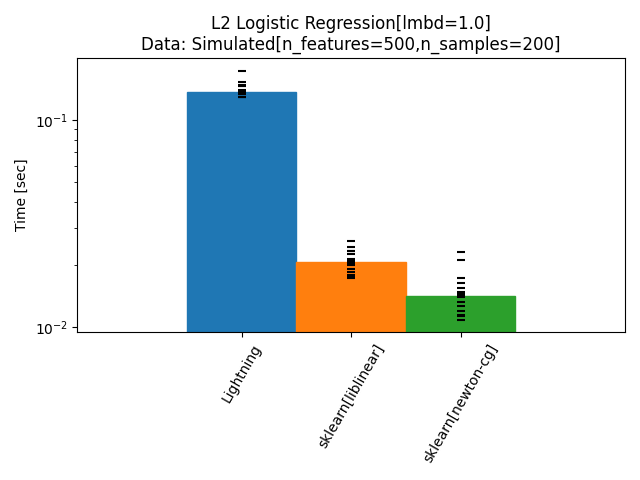 L2 Logistic Regression[lmbd=1.0]
Data: Simulated[n_features=500,n_samples=200]
Time [sec]
10⁻¹
10⁻²
Lightning
sklearn[liblinear]
sklearn[newton-cg]